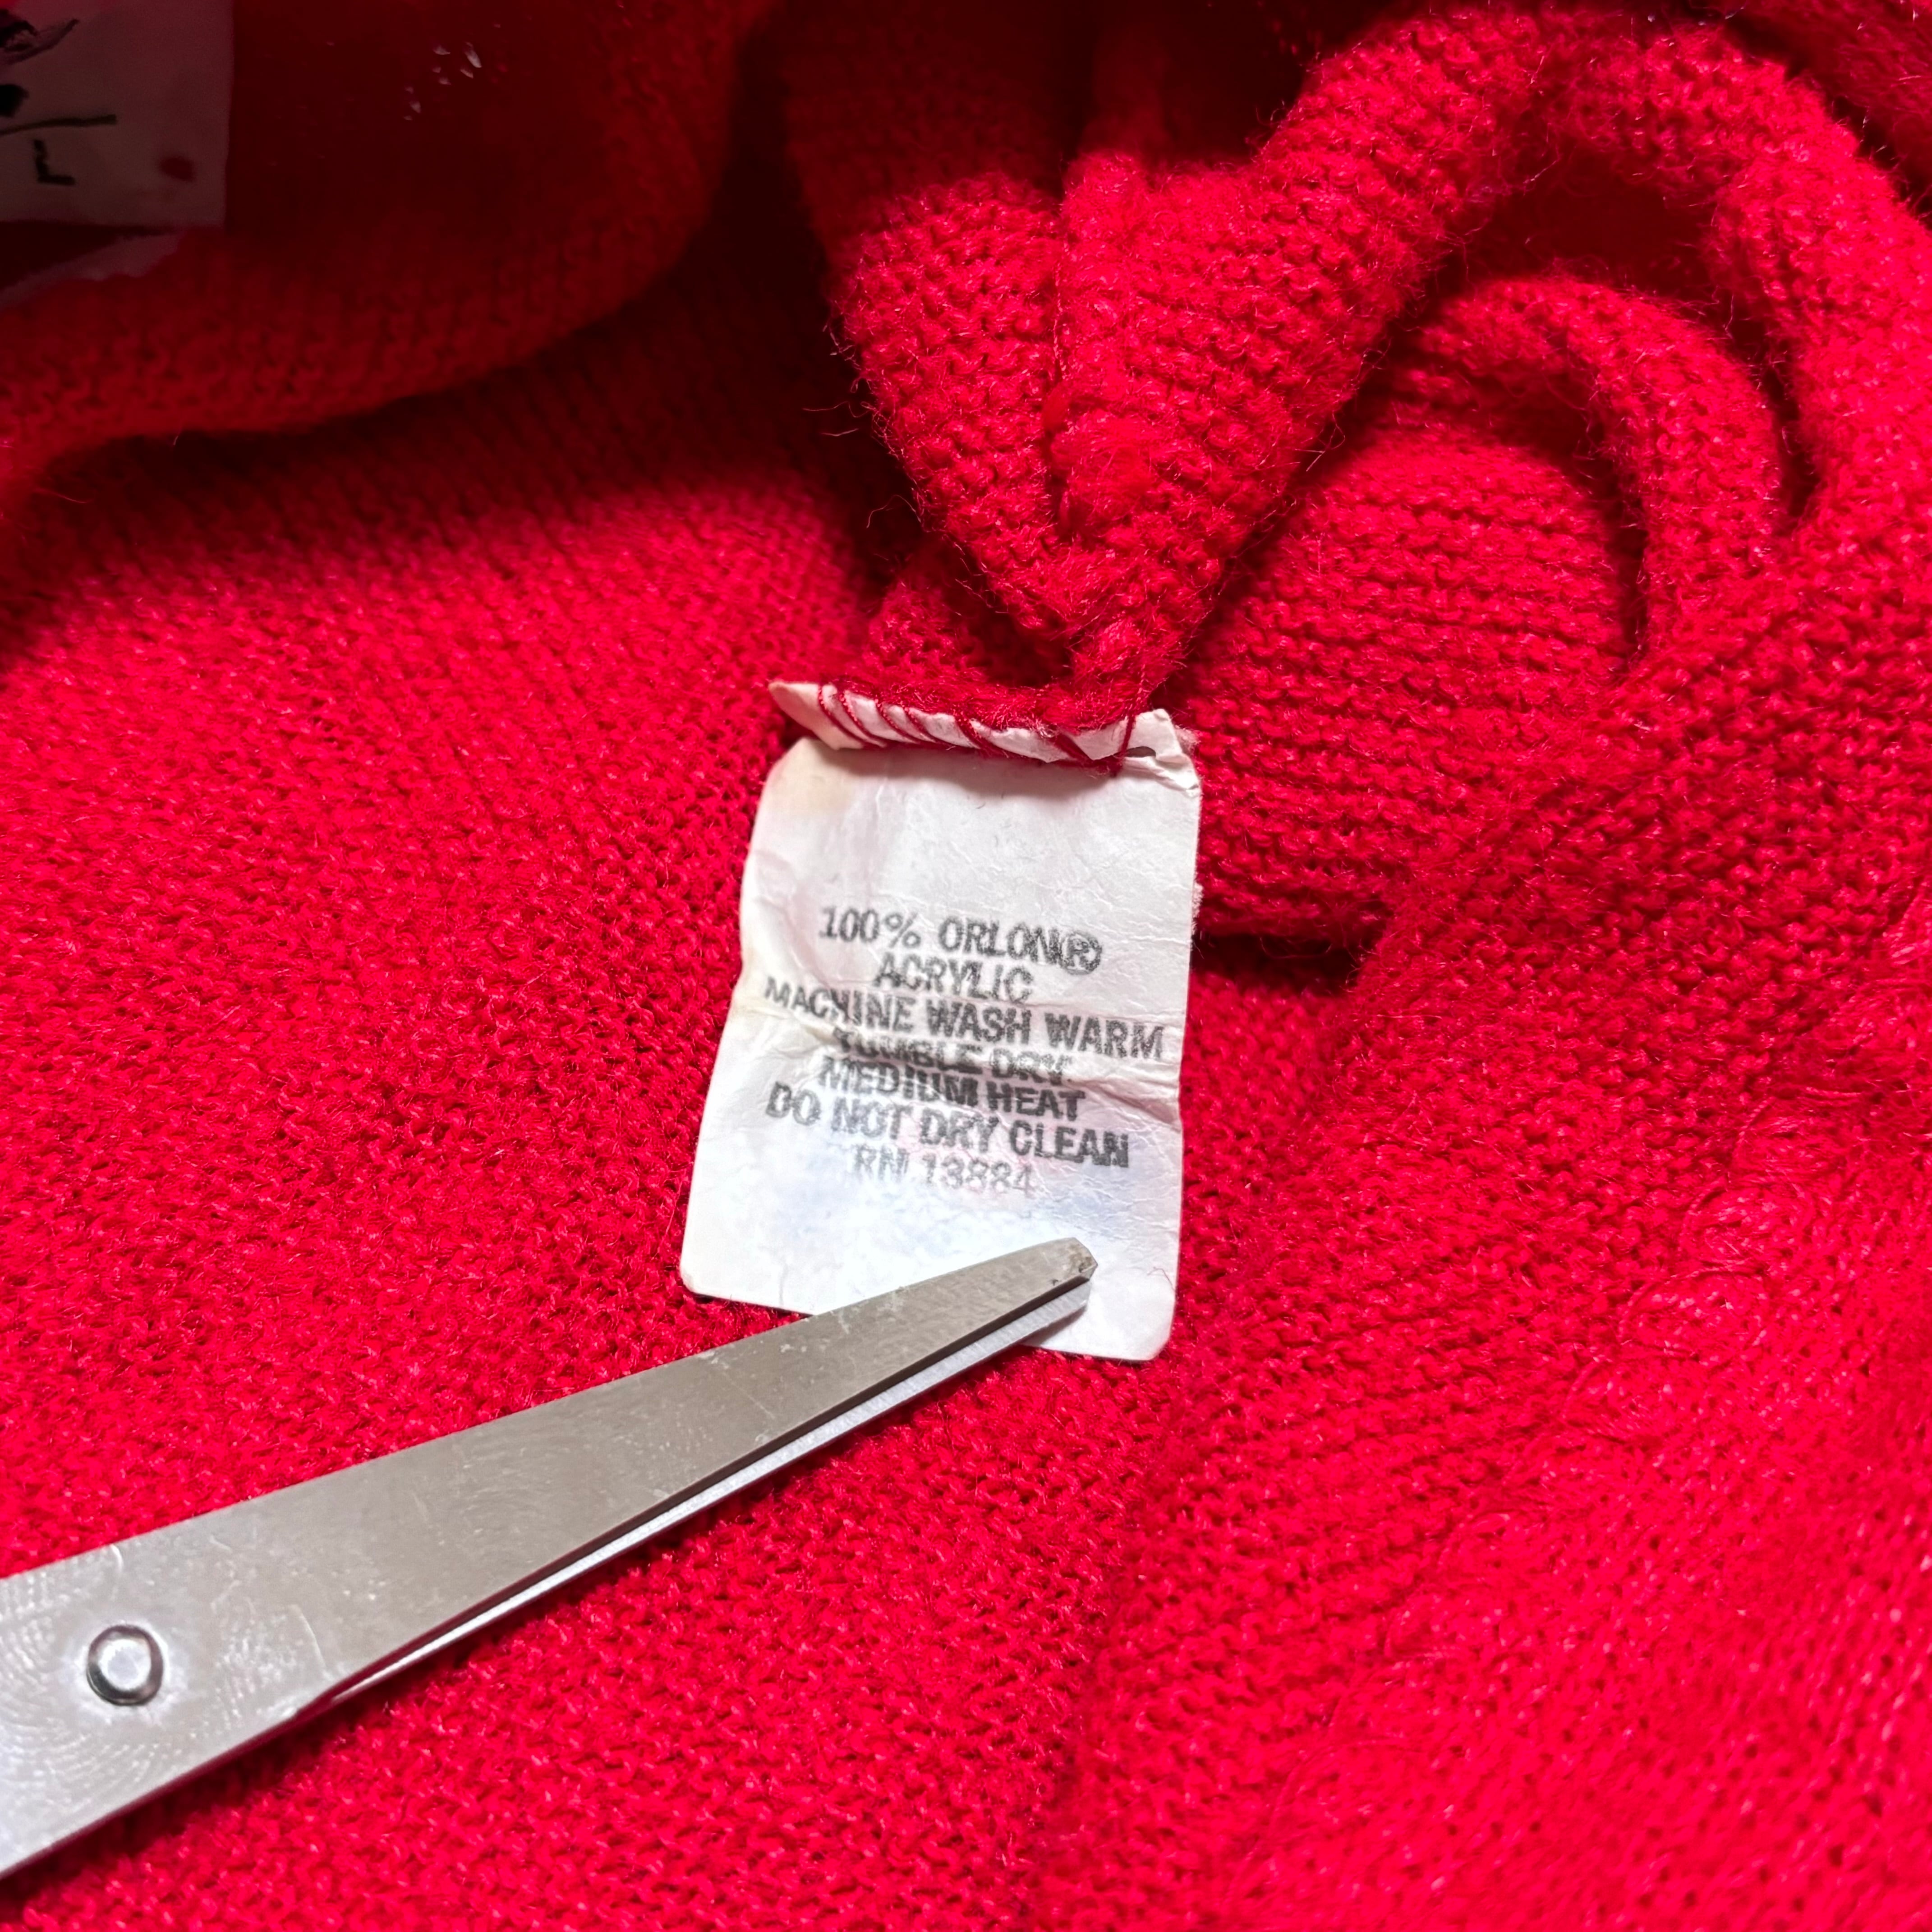 100% ORLON®
ACRYLIC
MACHINE WASH WARM
TUMBLE DRY
MEDIUM HEAT
DO NOT DRY CLEAN
RN 13884